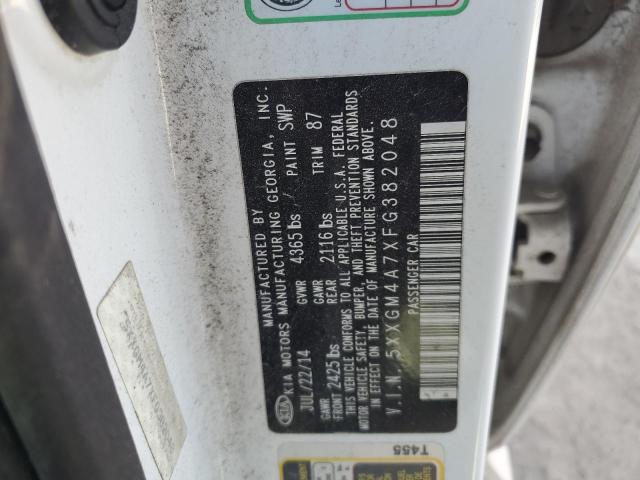 MANUFACTURED BY
KIA MOTORS MANUFACTURING GEORGIA, INC.
JUL/22/14 GVWR 4365 lbs / PAINT SWP
GAWR GAWR
FRONT 2425 lbs REAR 2116 lbs TRIM 87
THIS VEHICLE CONFORMS TO ALL APPLICABLE U.S.A. FEDERAL
MOTOR VEHICLE SAFETY, BUMPER, AND THEFT PREVENTION STANDARDS
IN EFFECT ON THE DATE OF MANUFACTURE SHOWN ABOVE.
V.I.N. 5XXGM4A7XFG382048
PASSENGER CAR
KIA
T455